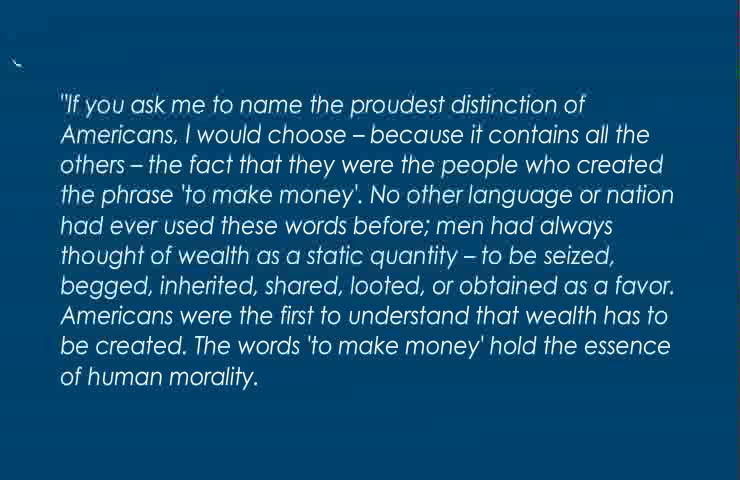 "If you ask me to name the proudest distinction of
Americans, I would choose – because it contains all the
others – the fact that they were the people who created
the phrase 'to make money'. No other language or nation
had ever used these words before; men had always
thought of wealth as a static quantity – to be seized,
begged, inherited, shared, looted, or obtained as a favor.
Americans were the first to understand that wealth has to
be created. The words 'to make money' hold the essence
of human morality.